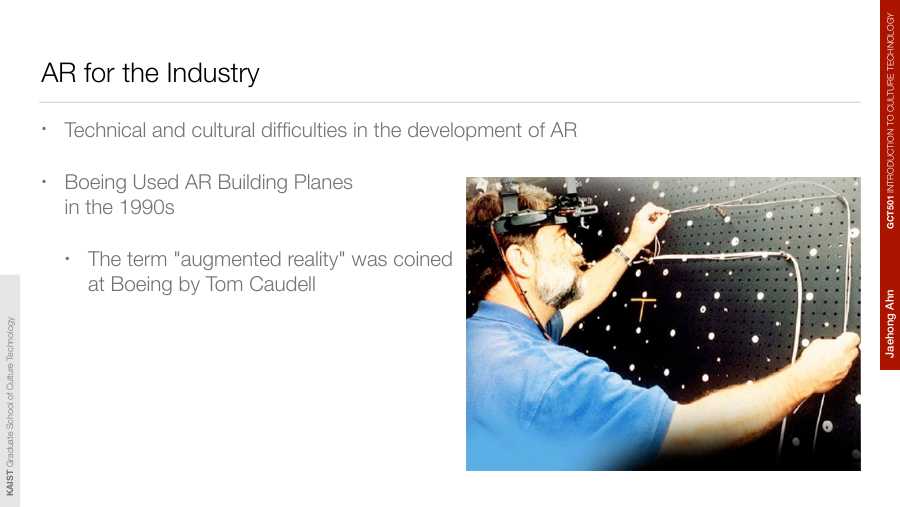 AR for the Industry
• Technical and cultural difficulties in the development of AR
• Boeing Used AR Building Planes
in the 1990s
• The term "augmented reality" was coined
at Boeing by Tom Caudell
KAIST Graduate School of Culture Technology
GCT501 INTRODUCTION TO CULTURE TECHNOLOGY
Jaehong Ahn